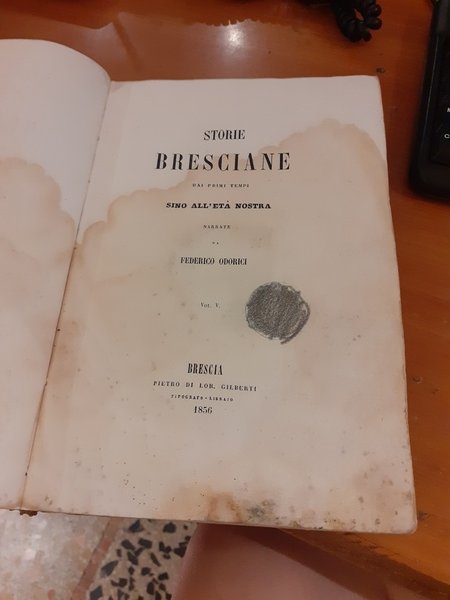 STORIE
BRESCIANE
DAI PRIMI TEMPI
SINO ALL'ETÀ NOSTRA
NARRATE
DA
FEDERICO ODORICI
Vol. V.
BRESCIA
PIETRO DI LOR. GILBERTI
TIPOGRAFO-LIBRAIO
1856